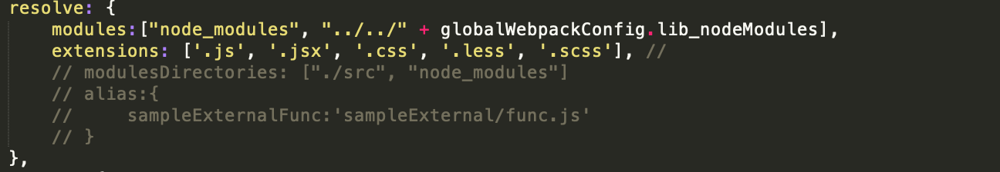 resolve: {
modules:["node_modules", "../../" + globalWebpackConfig.lib_nodeModules],
extensions: ['.js', '.jsx', '.css', '.less', '.scss'], //
// modulesDirectories: ["./src", "node_modules"]
// alias:{
//     sampleExternalFunc:'sampleExternal/func.js'
// }
},